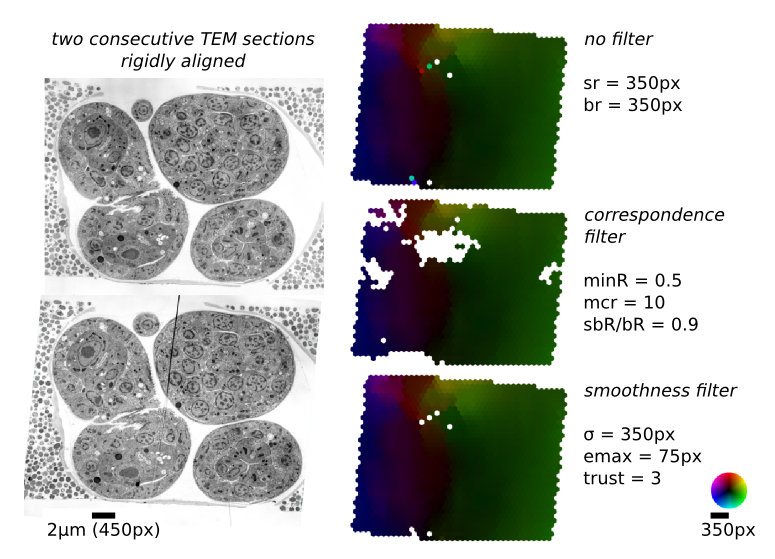 two consecutive TEM sections
rigidly aligned
2μm (450px)
no filter
sr = 350px
br = 350px
correspondence
filter
minR = 0.5
mcr = 10
sbR/bR = 0.9
smoothness filter
σ = 350px
emax = 75px
trust = 3
350px